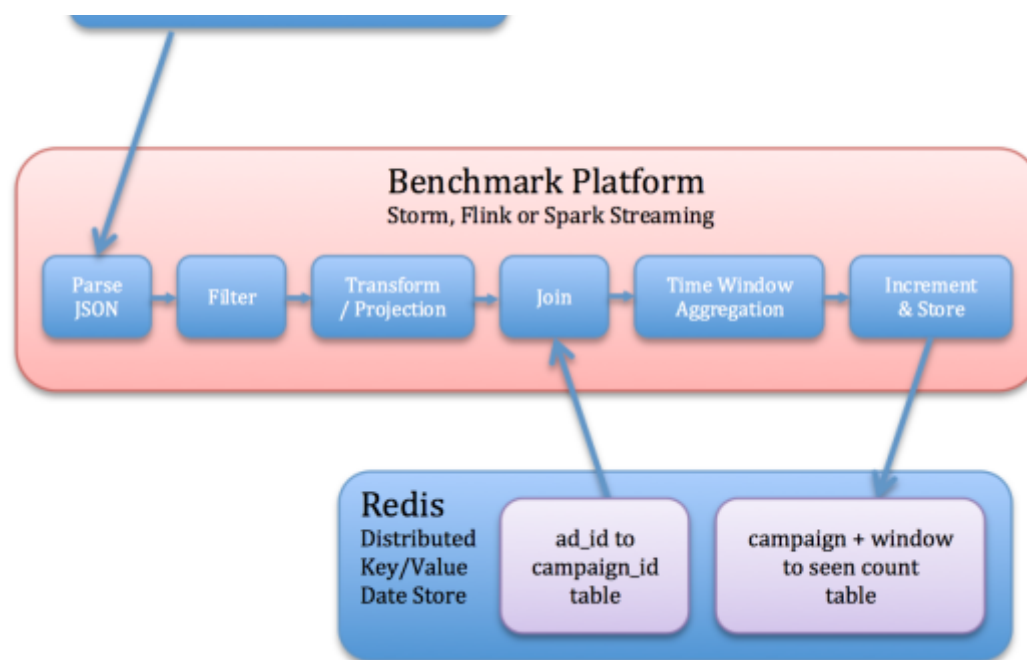 Benchmark Platform
Storm, Flink or Spark Streaming
Parse
JSON
Filter
Transform
/ Projection
Join
Time Window
Aggregation
Increment
& Store
Redis
Distributed
Key/Value
Date Store
ad_id to
campaign_id
table
campaign + window
to seen count
table